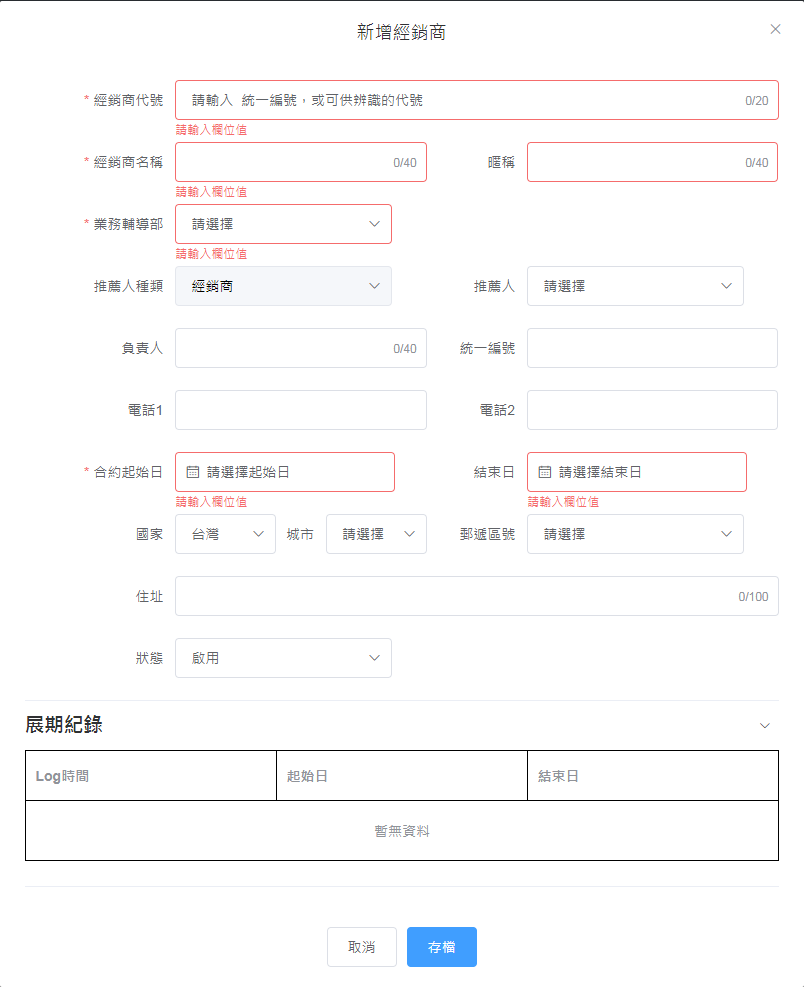 新增經銷商
* 經銷商代號 請輸入 統一編號，或可供辨識的代號 0/20
請輸入欄位值
* 經銷商名稱 0/40 暱稱 0/40
請輸入欄位值
* 業務輔導部 請選擇
請輸入欄位值
推薦人種類 經銷商 推薦人 請選擇
負責人 0/40 統一編號
電話1 電話2
* 合約起始日 請選擇起始日 結束日 請選擇結束日
請輸入欄位值 請輸入欄位值
國家 台灣 城市 請選擇 郵遞區號 請選擇
住址 0/100
狀態 啟用
展期紀錄
Log時間 起始日 結束日
暫無資料
取消 存檔